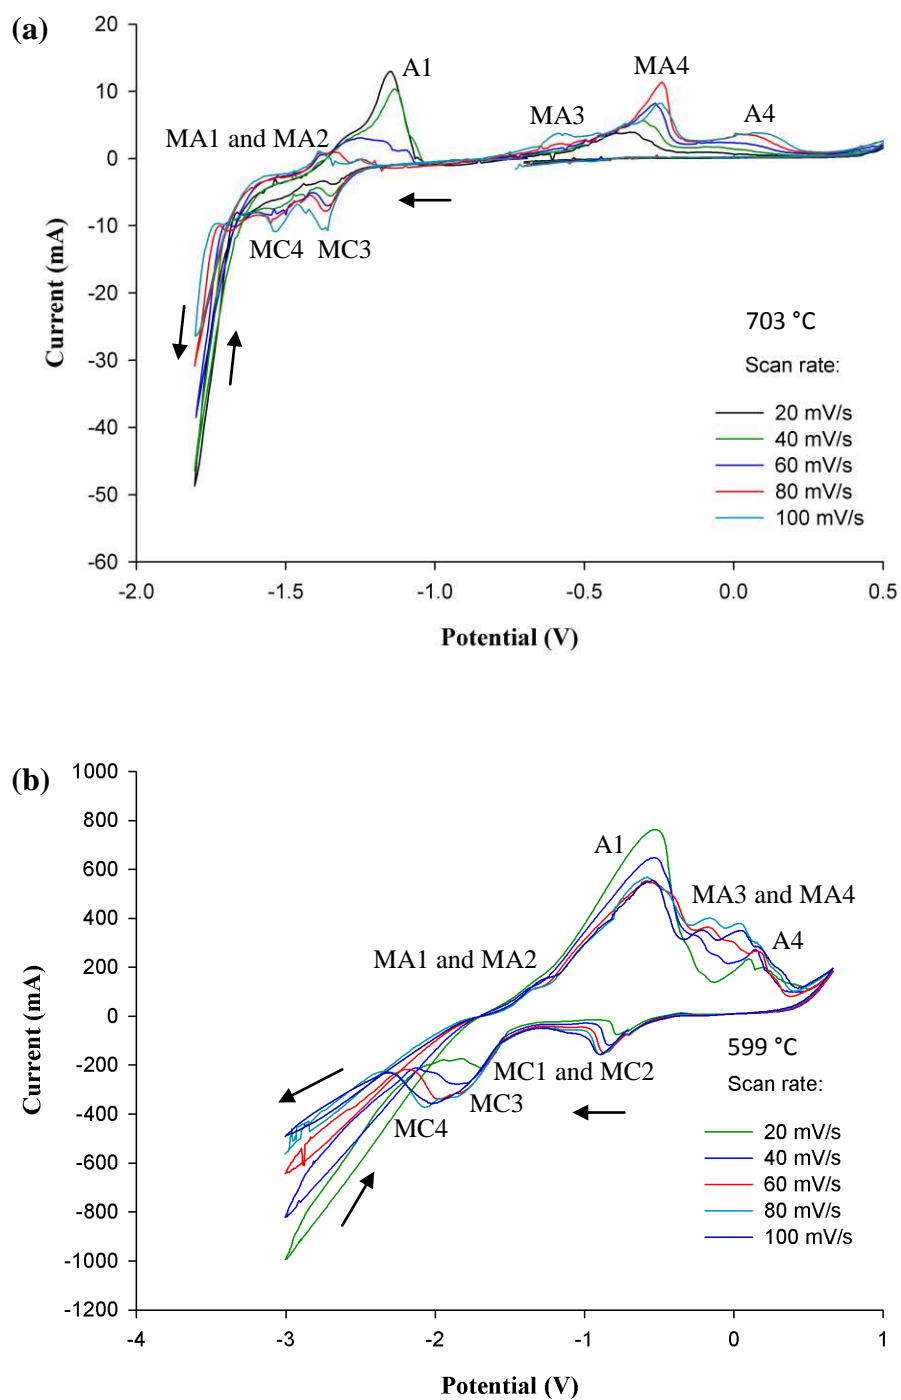 (a)
20
10
0
-10
-20
-30
-40
-50
-60
Current (mA)
A1
MA4
MA3
A4
MA1 and MA2
MC4
MC3
703 °C
Scan rate:
20 mV/s
40 mV/s
60 mV/s
80 mV/s
100 mV/s
-2.0
-1.5
-1.0
-0.5
0.0
0.5
Potential (V)
(b)
1000
800
600
400
200
0
-200
-400
-600
-800
-1000
-1200
Current (mA)
A1
MA3 and MA4
A4
MA1 and MA2
MC1 and MC2
MC3
MC4
599 °C
Scan rate:
20 mV/s
40 mV/s
60 mV/s
80 mV/s
100 mV/s
-4
-3
-2
-1
0
1
Potential (V)